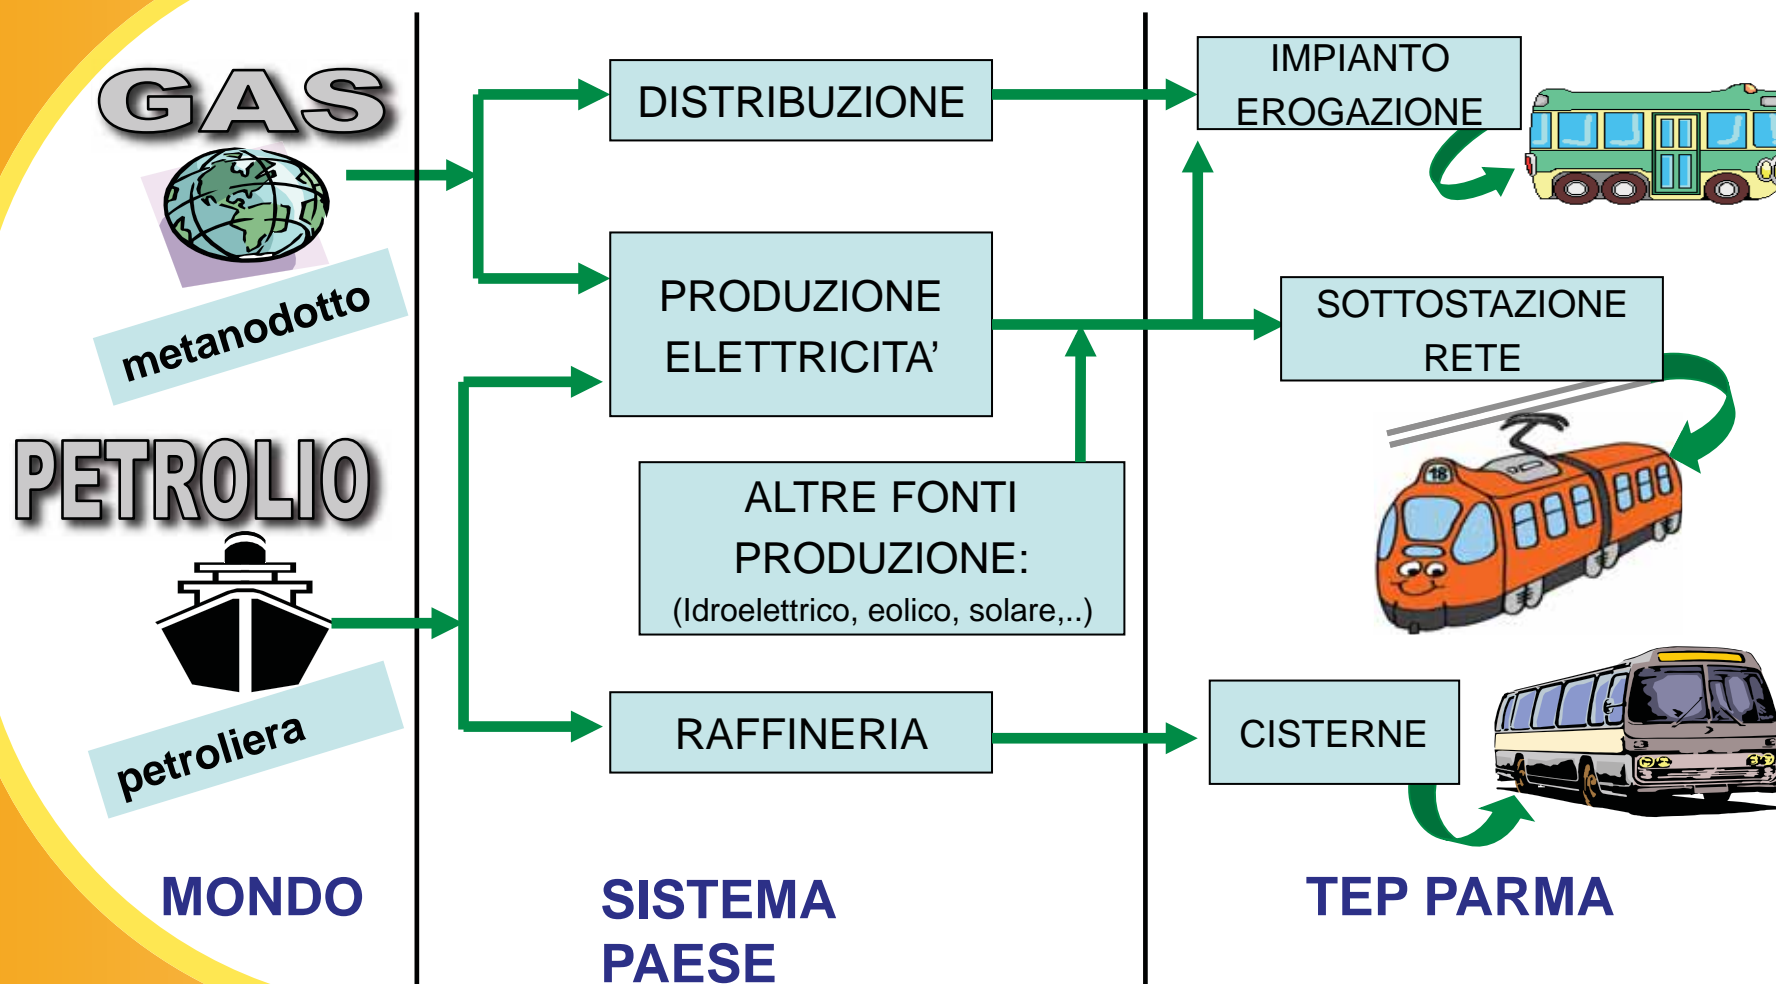 GAS
metanodotto
PETROLIO
petroliera
MONDO
DISTRIBUZIONE
PRODUZIONE
ELETTRICITA’
ALTRE FONTI
PRODUZIONE:
(Idroelettrico, eolico, solare,..)
RAFFINERIA
SISTEMA
PAESE
IMPIANTO
EROGAZIONE
SOTTOSTAZIONE
RETE
18
CISTERNE
TEP PARMA